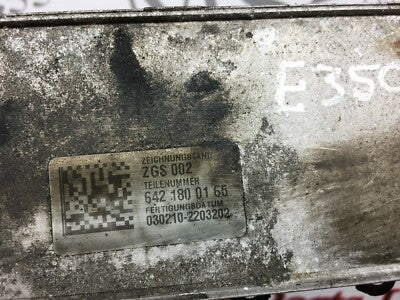 E350
ZEICHNUNGSSTAND
ZGS 002
TEILENUMMER
642 180 01 65
FERTIGUNGSDATUM
030210-2203202